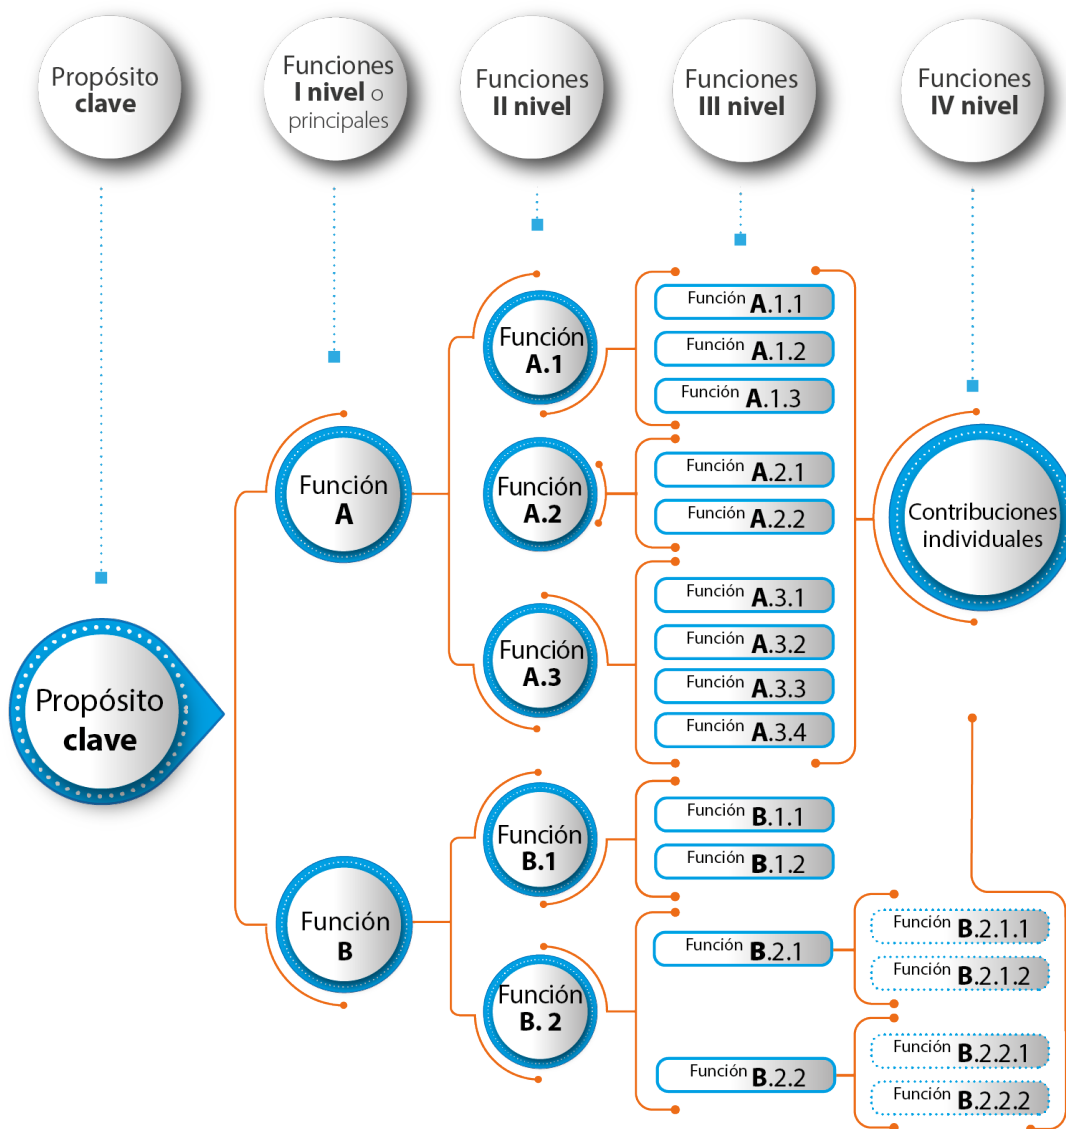 Propósito
clave
Funciones
I nivel o
principales
Funciones
II nivel
Funciones
III nivel
Funciones
IV nivel
Propósito
clave
Función
A
Función
A.1
Función A.1.1
Función A.1.2
Función A.1.3
Función
A.2
Función A.2.1
Función A.2.2
Función
A.3
Función A.3.1
Función A.3.2
Función A.3.3
Función A.3.4
Contribuciones
individuales
Función
B
Función
B.1
Función B.1.1
Función B.1.2
Función
B. 2
Función B.2.1
Función B.2.1.1
Función B.2.1.2
Función B.2.2
Función B.2.2.1
Función B.2.2.2